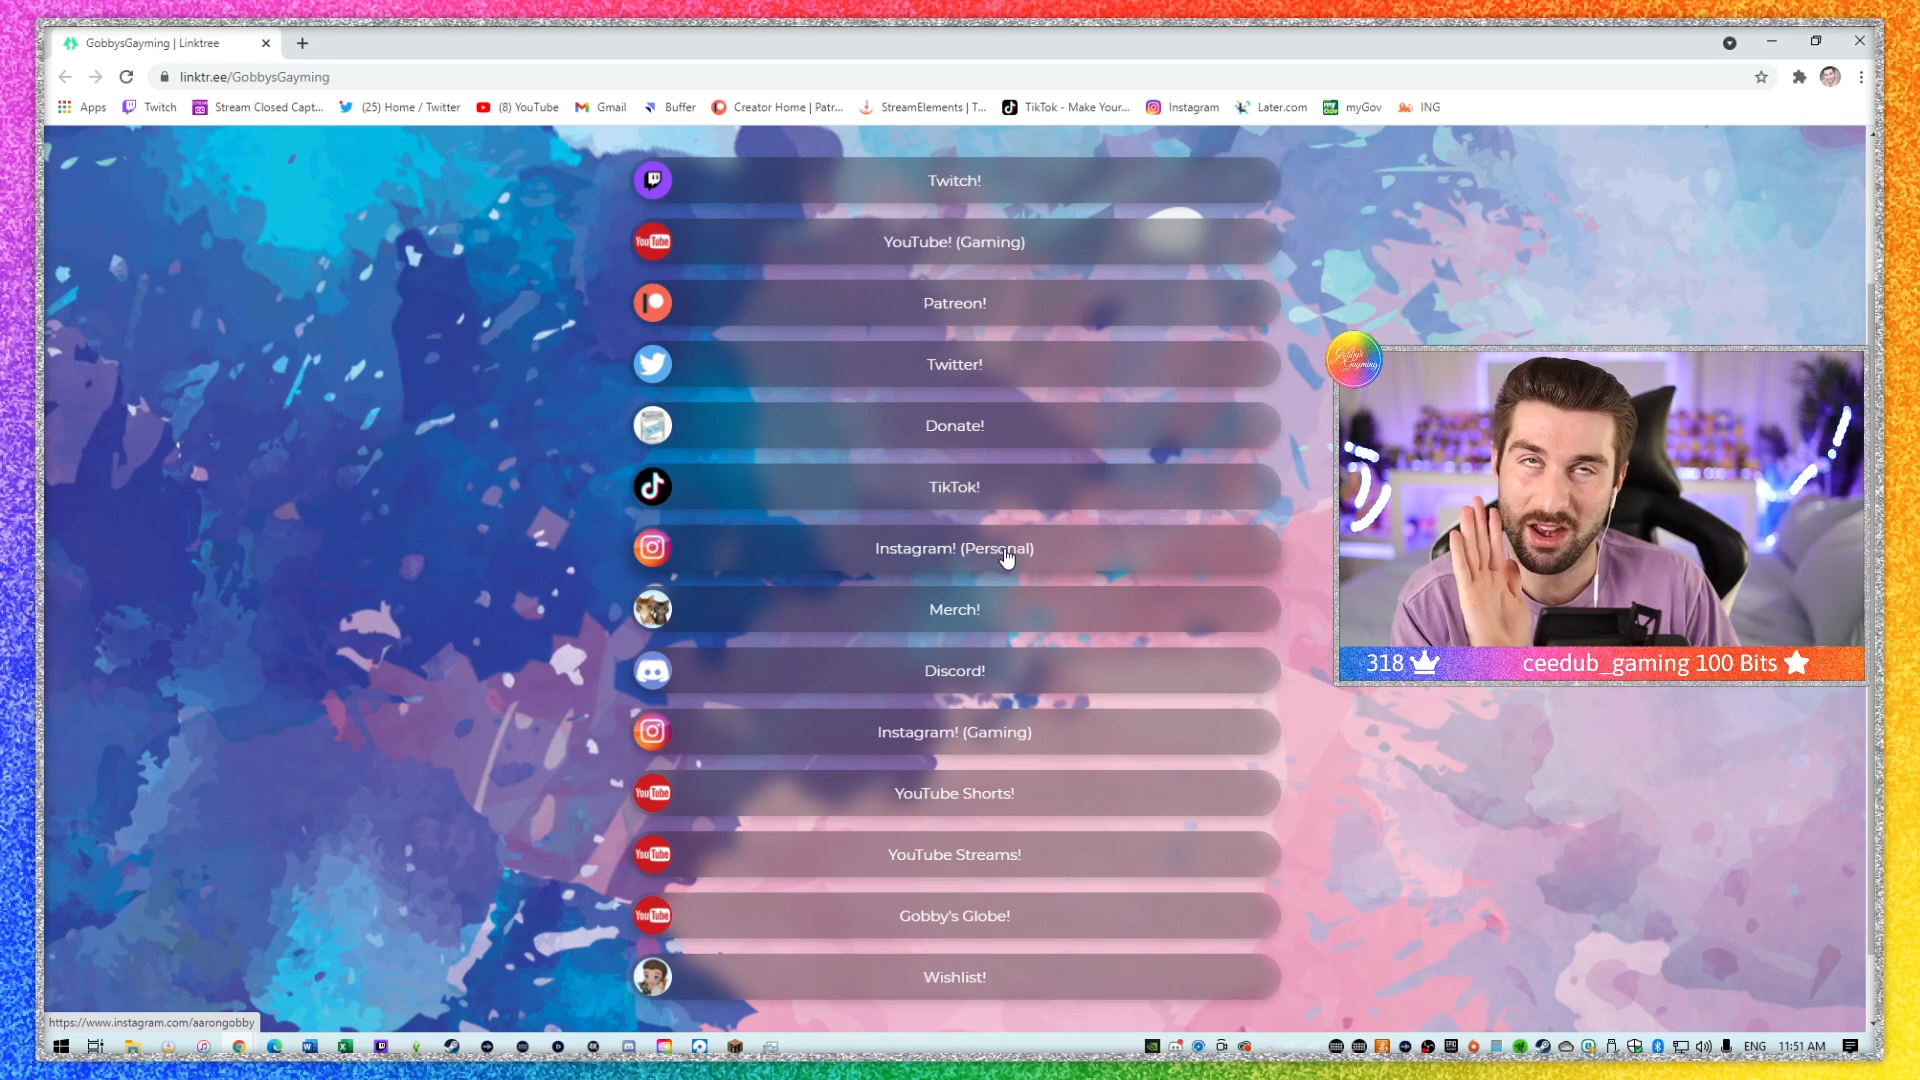 GobbysGayming | Linktree
linktr.ee/GobbysGayming
Apps Twitch Stream Closed Capt... (25) Home / Twitter (8) YouTube Gmail Buffer Creator Home | Patr... StreamElements | T... TikTok - Make Your... Instagram Later.com myGov ING
Twitch!
YouTube! (Gaming)
Patreon!
Twitter!
Donate!
TikTok!
Instagram! (Personal)
Merch!
Discord!
Instagram! (Gaming)
YouTube Shorts!
YouTube Streams!
Gobby's Globe!
Wishlist!
Gobby's
Gayming
318 ceedub_gaming 100 Bits
https://www.instagram.com/aarongobby
ENG 11:51 AM